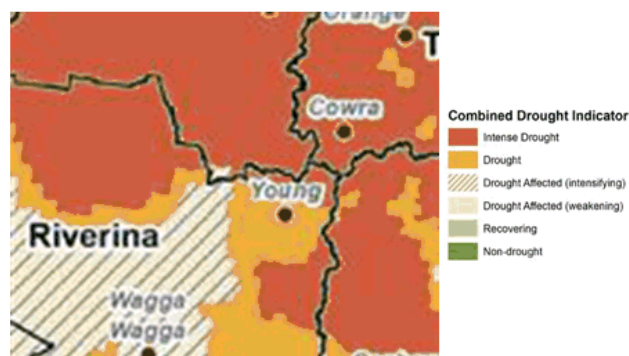 Orange
T
Cowra
Young
Riverina
Wagga
Wagga
Combined Drought Indicator
Intense Drought
Drought
Drought Affected (intensifying)
Drought Affected (weakening)
Recovering
Non-drought